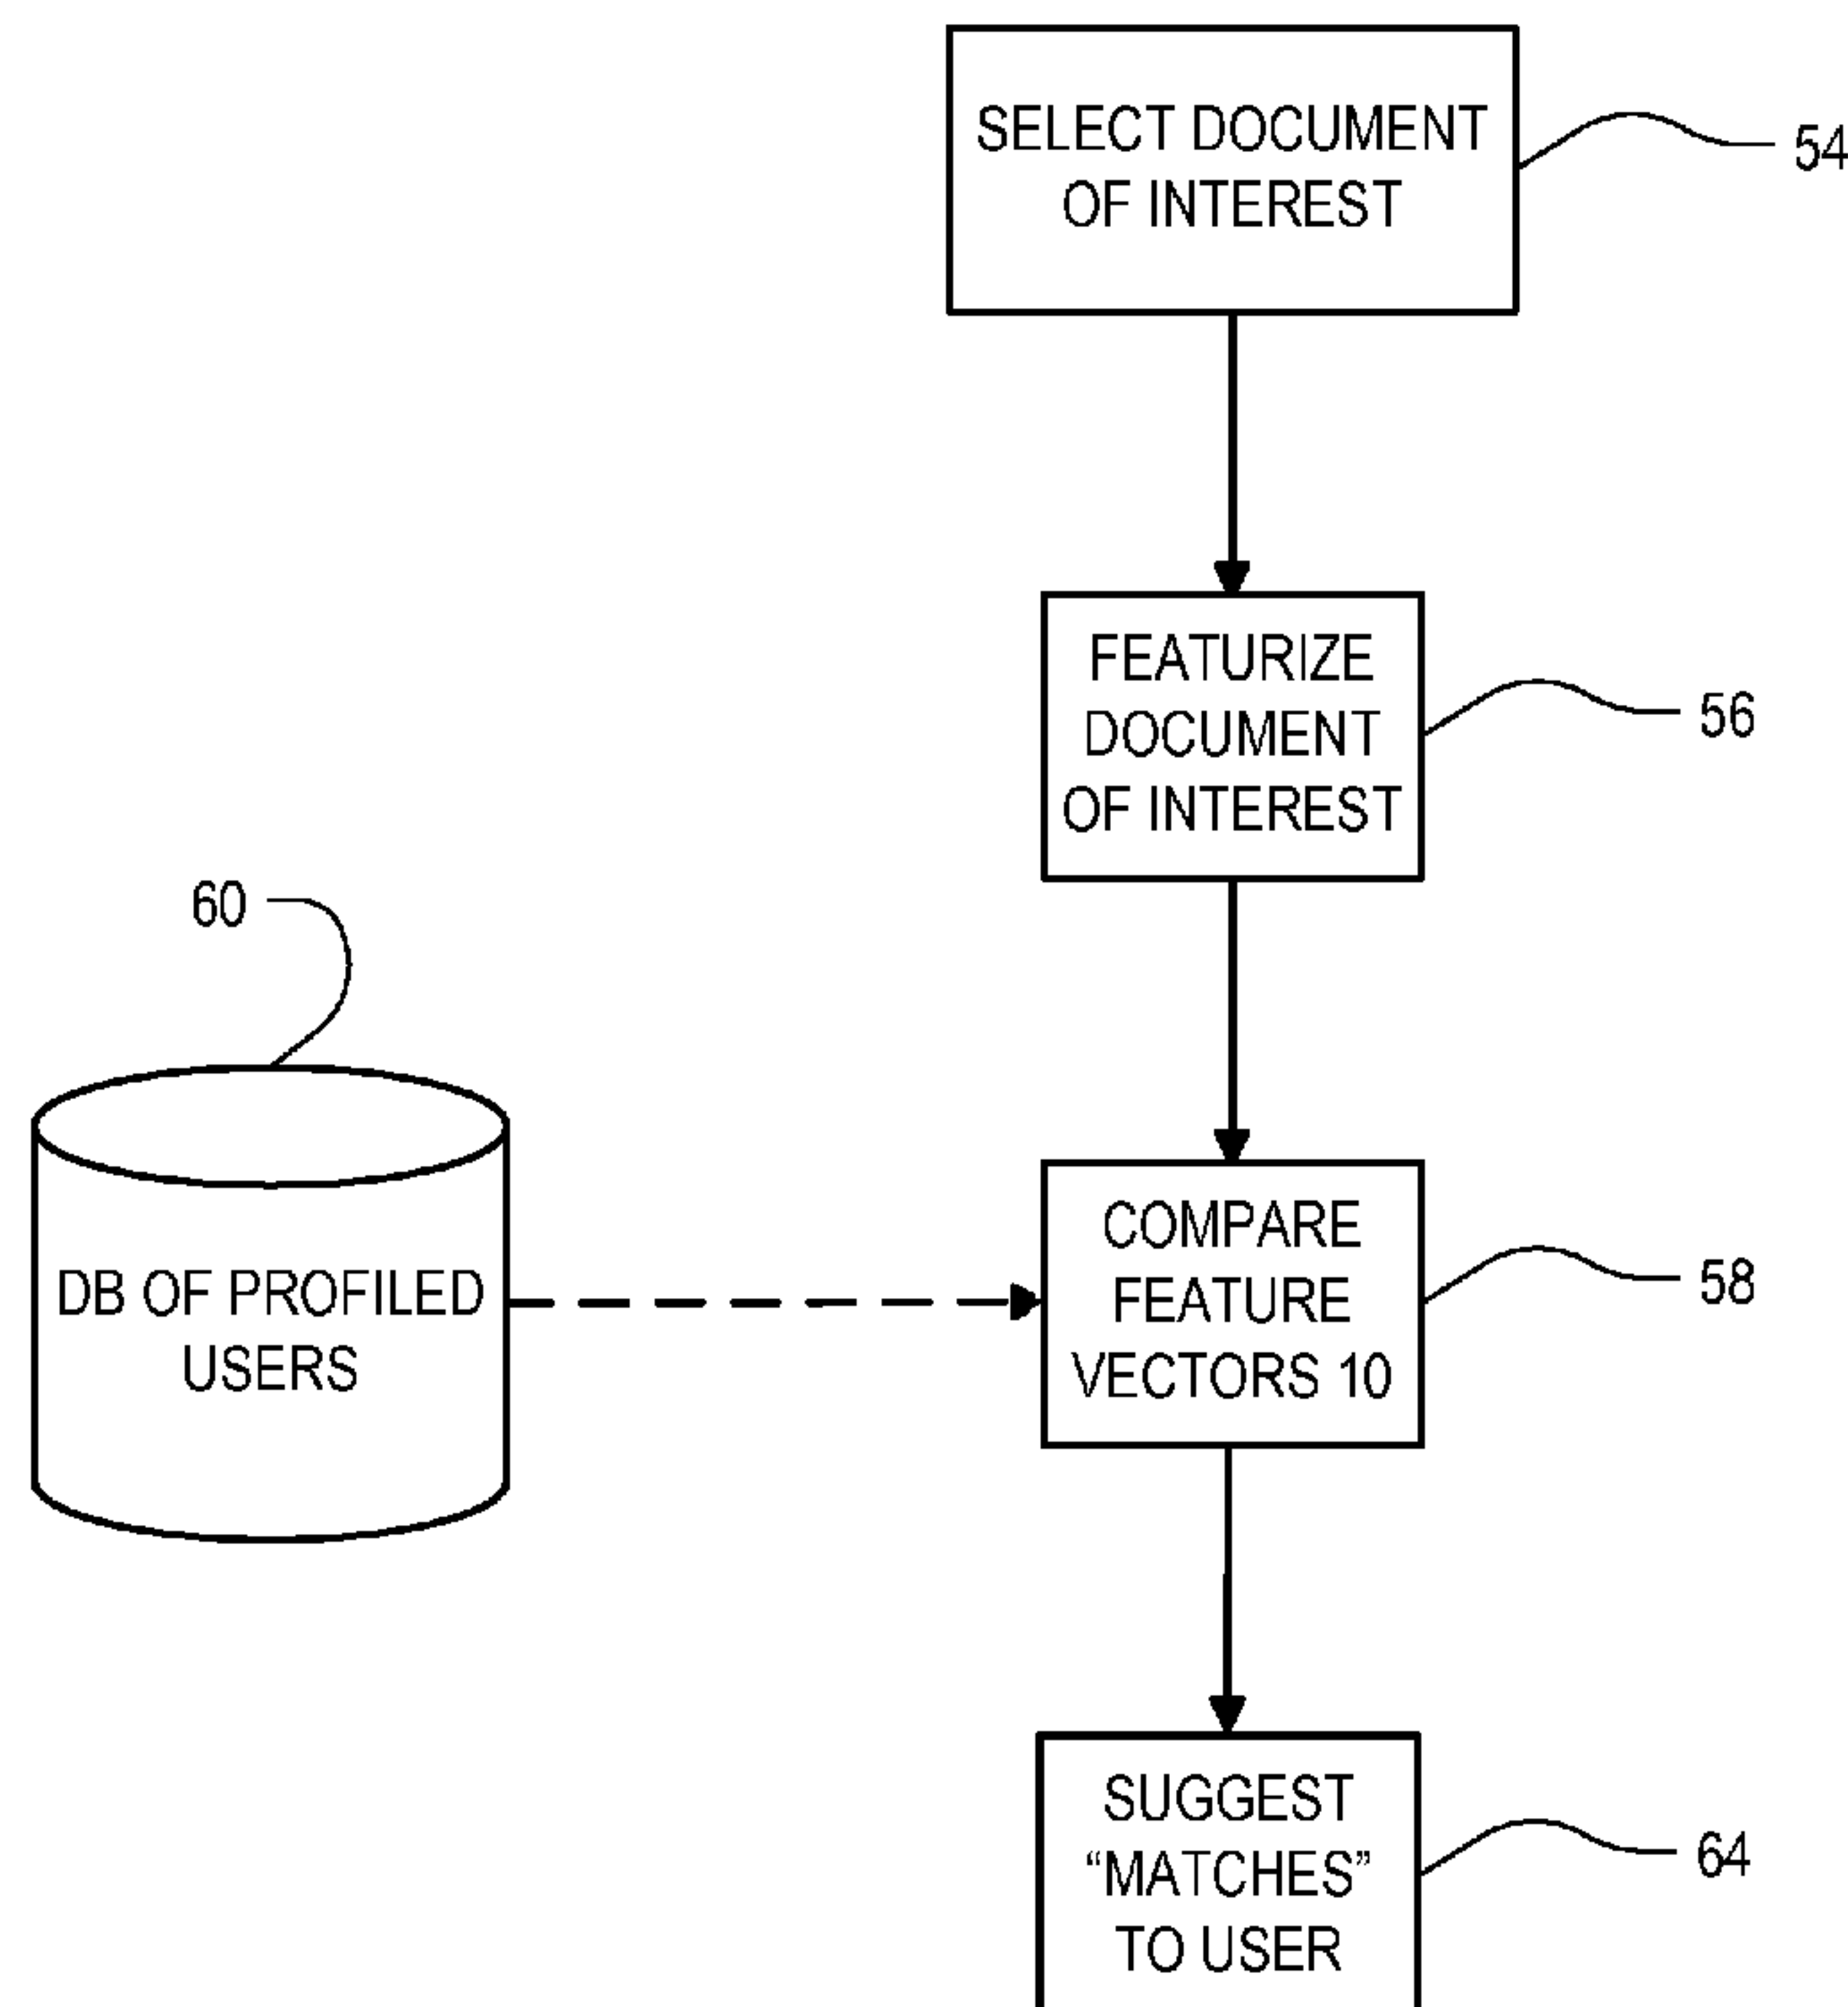 SELECT DOCUMENT
OF INTEREST
54
FEATURIZE
DOCUMENT
OF INTEREST
56
60
DB OF PROFILED
USERS
COMPARE
FEATURE
VECTORS 10
58
SUGGEST
“MATCHES”
TO USER
64